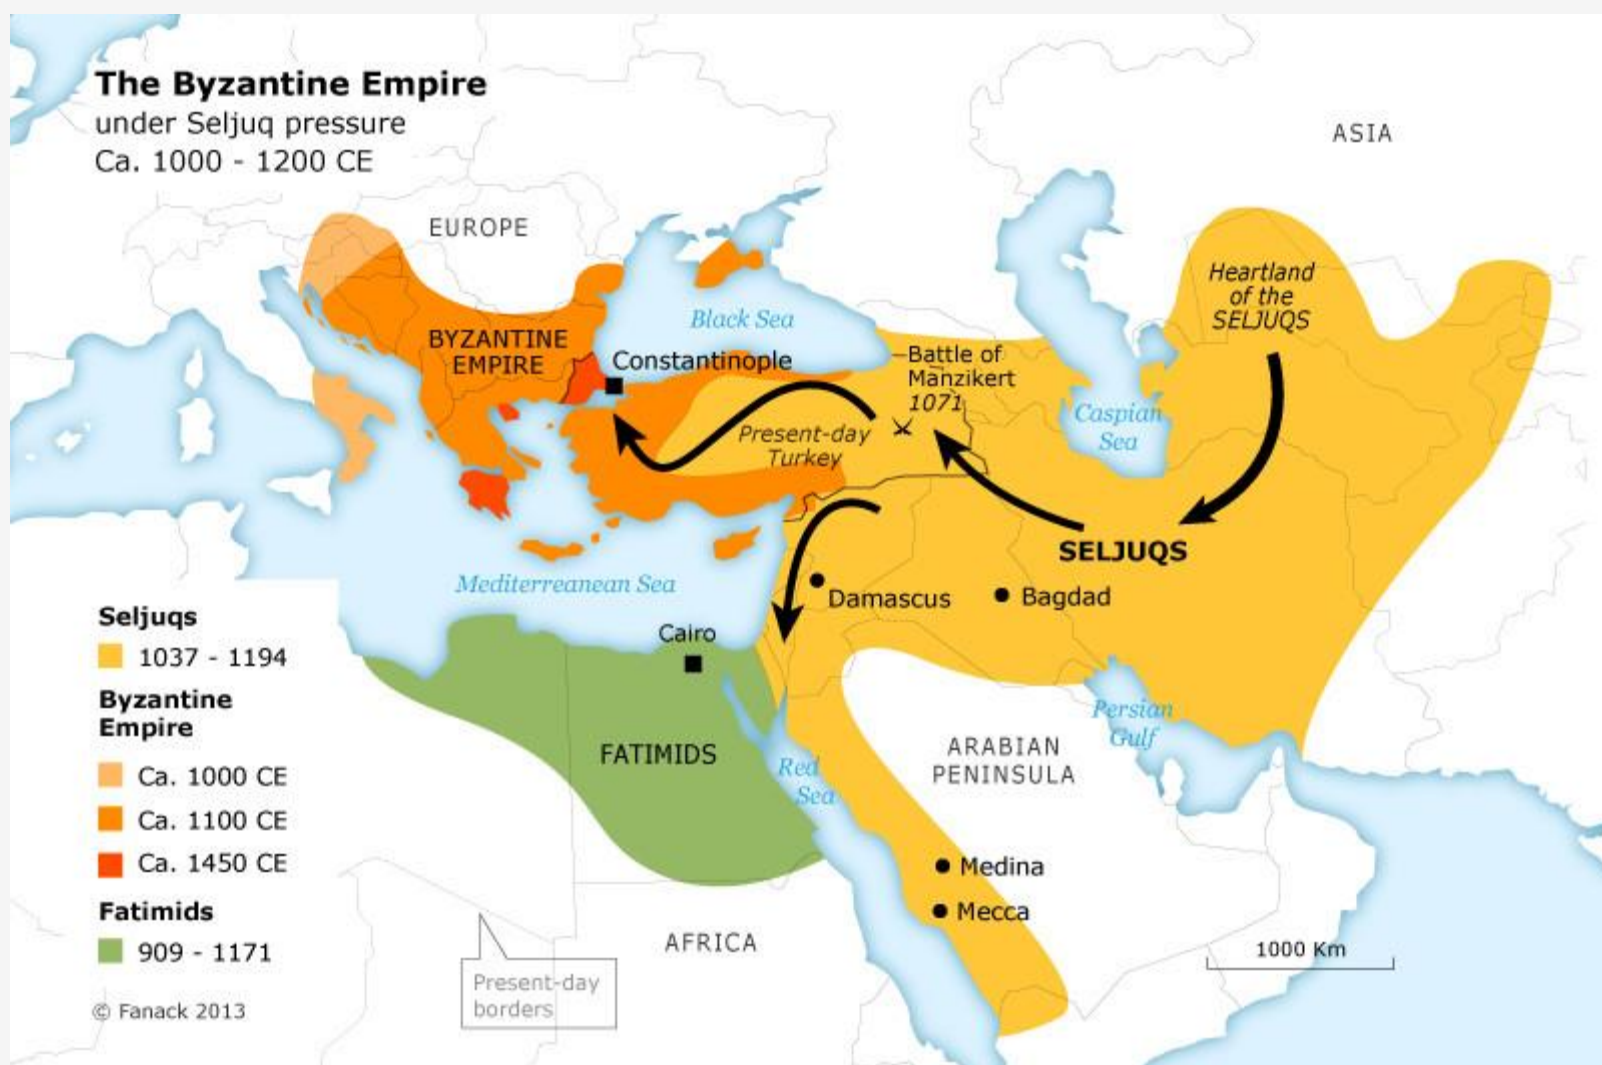 The Byzantine Empire
under Seljuq pressure
Ca. 1000 - 1200 CE
ASIA
EUROPE
Heartland
of the
SELJUQS
Black Sea
BYZANTINE
EMPIRE
Constantinople
Battle of
Manzikert
1071
Caspian
Sea
Present-day
Turkey
SELJUQS
Mediterreanean Sea
Damascus
Bagdad
Cairo
Seljuqs
1037 - 1194
Byzantine
Empire
Ca. 1000 CE
Ca. 1100 CE
Ca. 1450 CE
Fatimids
909 - 1171
© Fanack 2013
FATIMIDS
Red
Sea
Persian
Gulf
ARABIAN
PENINSULA
Medina
Mecca
AFRICA
Present-day
borders
1000 Km